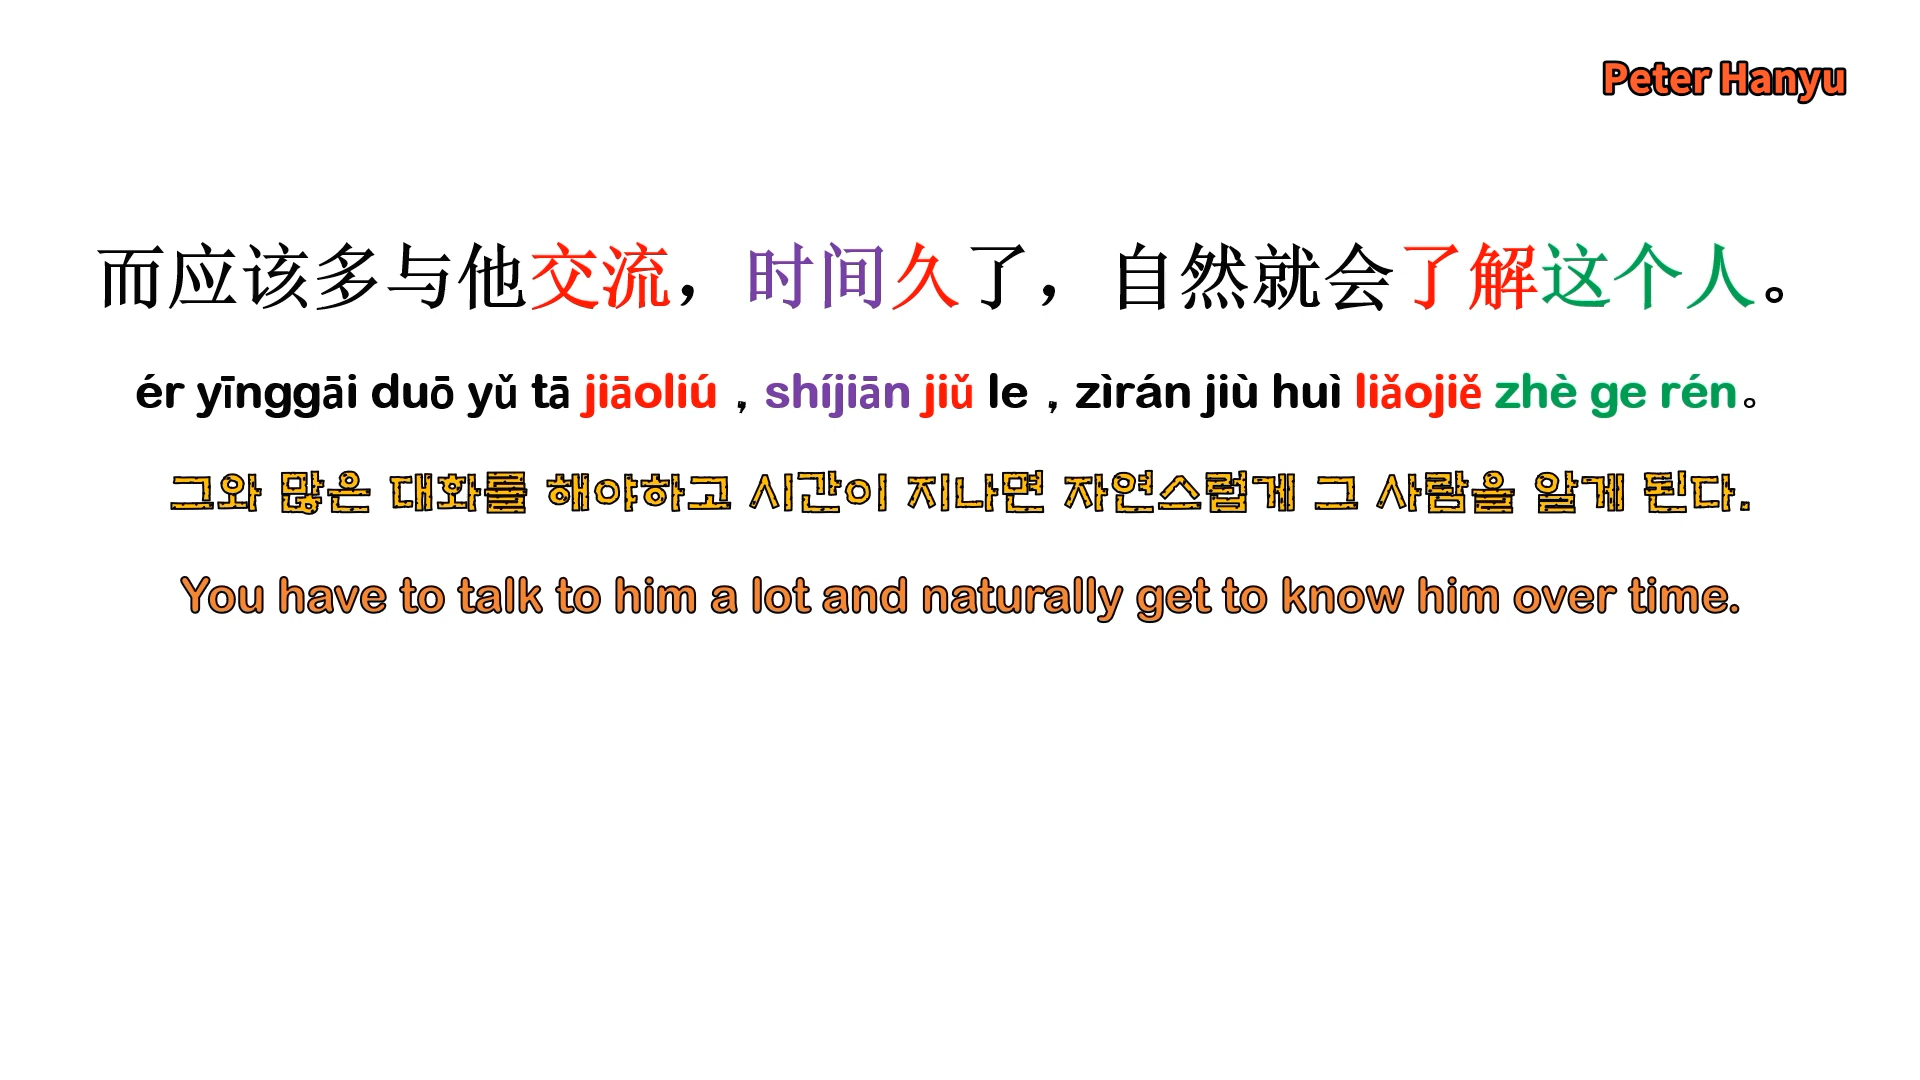 Peter Hanyu
而应该多与他交流，时间久了，自然就会了解这个人。
ér yīnggāi duō yǔ tā jiāoliú，shíjiān jiǔ le，zìrán jiù huì liǎojiě zhè ge rén。
그와 많은 대화를 해야하고 시간이 지나면 자연스럽게 그 사람을 알게 된다.
You have to talk to him a lot and naturally get to know him over time.